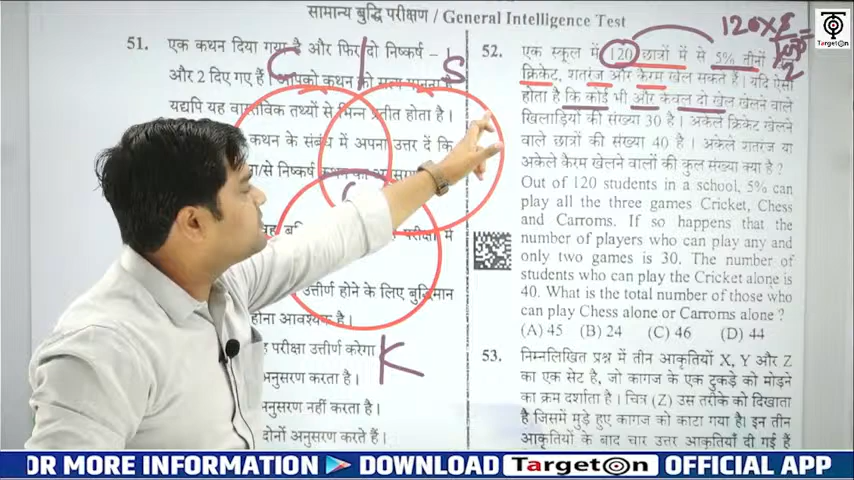 सामान्य बुद्धि परीक्षण / General Intelligence Test
51. एक कथन दिया गया है और फिर दो निष्कर्ष – 1
और 2 दिए गए हैं। आपको कथन को सत्य मानना है
यद्यपि यह वास्तविक तथ्यों से भिन्न प्रतीत होता है।
कथन के संबंध में अपना उत्तर दें कि
/से निष्कर्ष कथन का अनुसरण
परीक्षा में
उत्तीर्ण होने के लिए बुद्धिमान
होना आवश्यक है।
परीक्षा उत्तीर्ण करेगा
अनुसरण करता है।
अनुसरण नहीं करता है।
दोनों अनुसरण करते हैं।
C
S
K
6
120×
TargetOn
52. एक स्कूल में 120 छात्रों में से 5% तीनों
क्रिकेट, शतरंज और कैरम खेल सकते हैं। यदि ऐसा
होता है कि कोई भी और केवल दो खेल खेलने वाले
खिलाड़ियों की संख्या 30 है। अकेले क्रिकेट खेलने
वाले छात्रों की संख्या 40 है। अकेले शतरंज या
अकेले कैरम खेलने वालों की कुल संख्या क्या है?
Out of 120 students in a school, 5% can
play all the three games Cricket, Chess
and Carroms. If so happens that the
number of players who can play any and
only two games is 30. The number of
students who can play the Cricket alone is
40. What is the total number of those who
can play Chess alone or Carroms alone ?
(A) 45 (B) 24 (C) 46 (D) 44
53. निम्नलिखित प्रश्न में तीन आकृतियों X, Y और Z
का एक सेट है, जो कागज के एक टुकड़े को मोड़ने
का क्रम दर्शाता है। चित्र (Z) उस तरीके को दिखाता
है जिसमें मुड़े हुए कागज को काटा गया है। इन तीन
आकृतियों के बाद चार उत्तर आकृतियाँ दी गई हैं
OR MORE INFORMATION DOWNLOAD TargetOn OFFICIAL APP